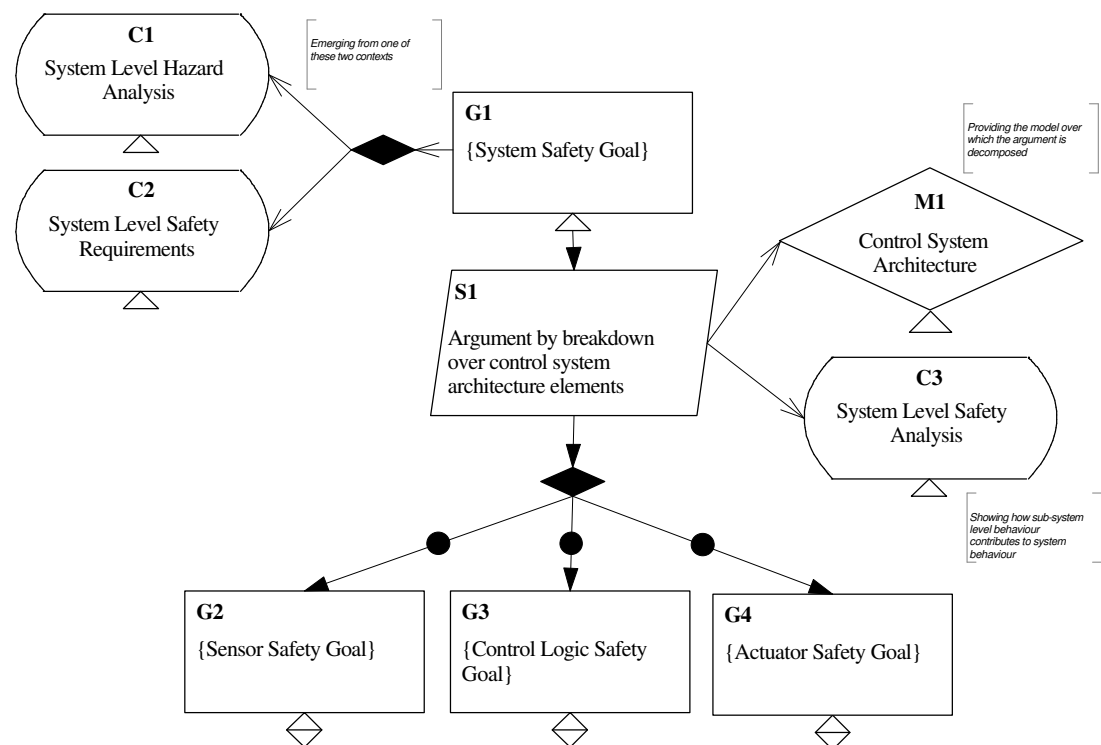 C1
System Level Hazard
Analysis
Emerging from one of
these two contexts
G1
{System Safety Goal}
Providing the model over
which the argument is
decomposed
C2
System Level Safety
Requirements
M1
Control System
Architecture
S1
Argument by breakdown
over control system
architecture elements
C3
System Level Safety
Analysis
Showing how sub-system
level behaviour
contributes to system
behaviour
G2
{Sensor Safety Goal}
G3
{Control Logic Safety
Goal}
G4
{Actuator Safety Goal}